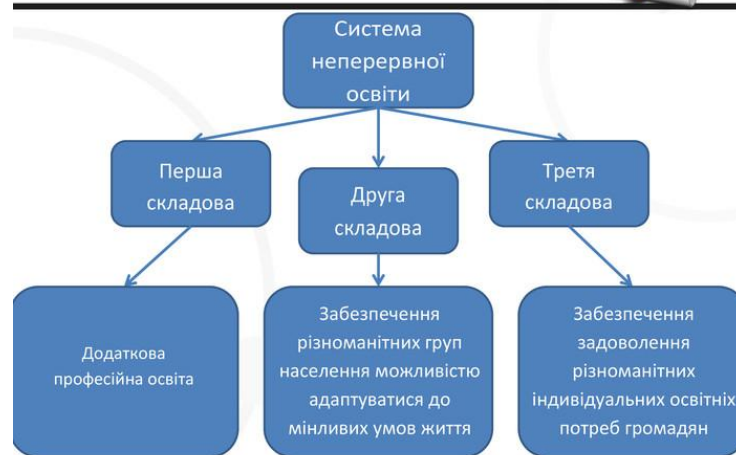 Система
неперервної
освіти
Перша
складова
Друга
складова
Третя
складова
Додаткова
професійна освіта
Забезпечення
різноманітних груп
населення можливістю
адаптуватися до
мінливих умов життя
Забезпечення
задоволення
різноманітних
індивідуальних освітніх
потреб громадян